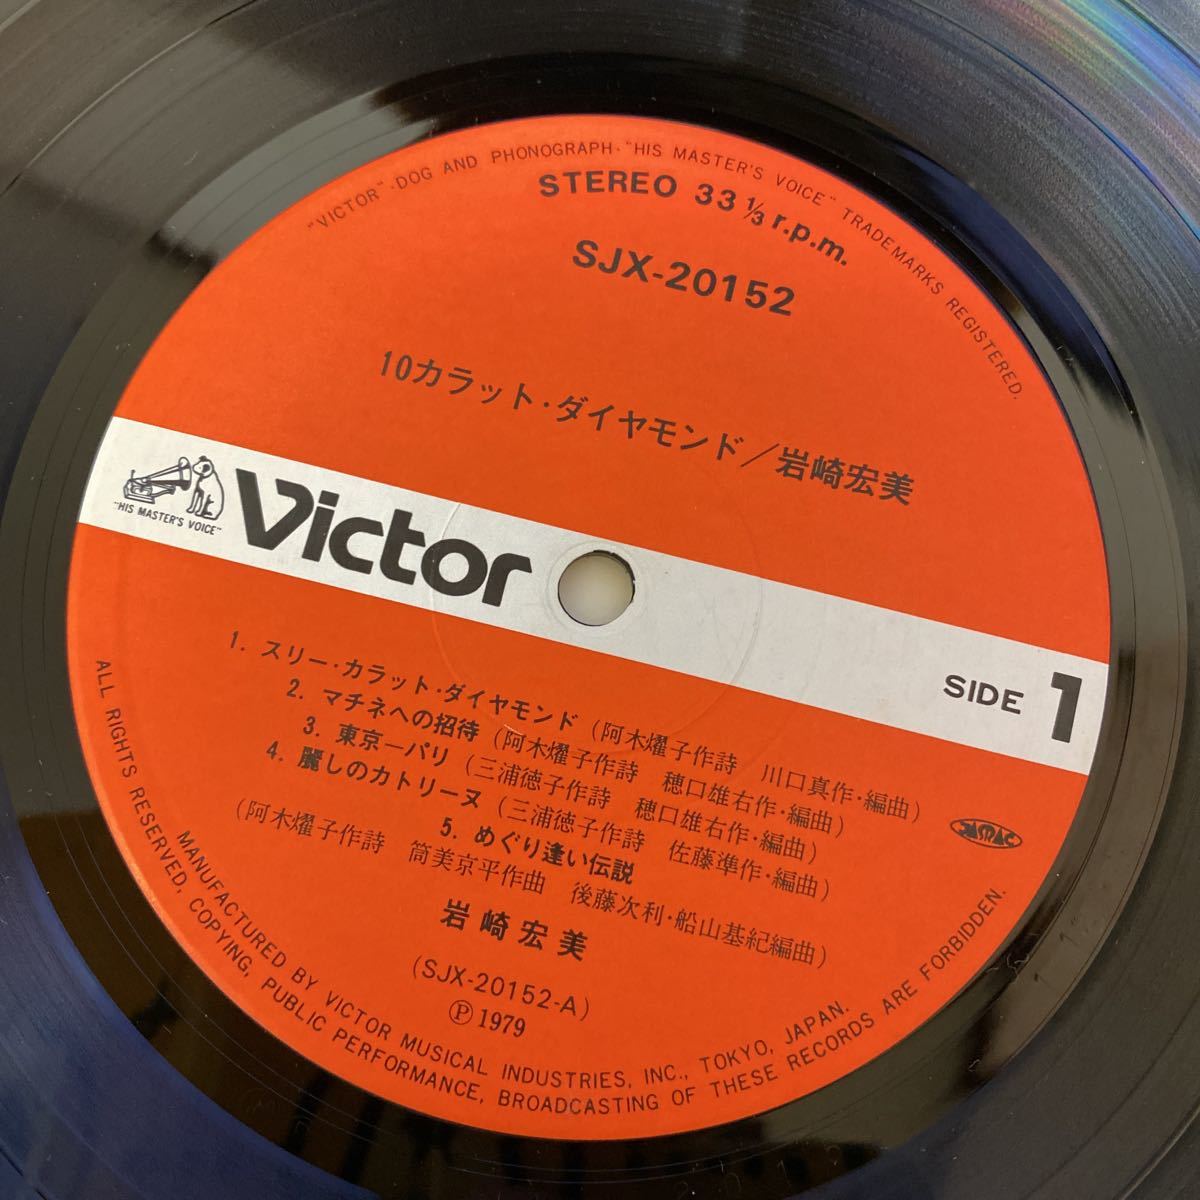 "VICTOR"・DOG AND PHONOGRAPH・"HIS MASTER'S VOICE" TRADEMARKS REGISTERED.
STEREO 33 1/3 r.p.m.
SJX-20152
10カラット・ダイヤモンド／岩崎宏美
"HIS MASTER'S VOICE"
Victor
SIDE 1
1. スリー・カラット・ダイヤモンド (阿木燿子作詩 川口真作・編曲)
2. マチネへの招待 (阿木燿子作詩 穂口雄右作・編曲)
3. 東京ーパリ (三浦徳子作詩 穂口雄右作・編曲)
4. 麗しのカトリーヌ (三浦徳子作詩 佐藤準作・編曲)
5. めぐり逢い伝説
(阿木燿子作詩 筒美京平作曲 後藤次利・船山基紀編曲)
JASRAC
岩崎宏美
(SJX-20152-A)
Ⓟ 1979
MANUFACTURED BY VICTOR MUSICAL INDUSTRIES, INC., TOKYO, JAPAN.
ALL RIGHTS RESERVED, COPYING, PUBLIC PERFORMANCE, BROADCASTING OF THESE RECORDS ARE FORBIDDEN.